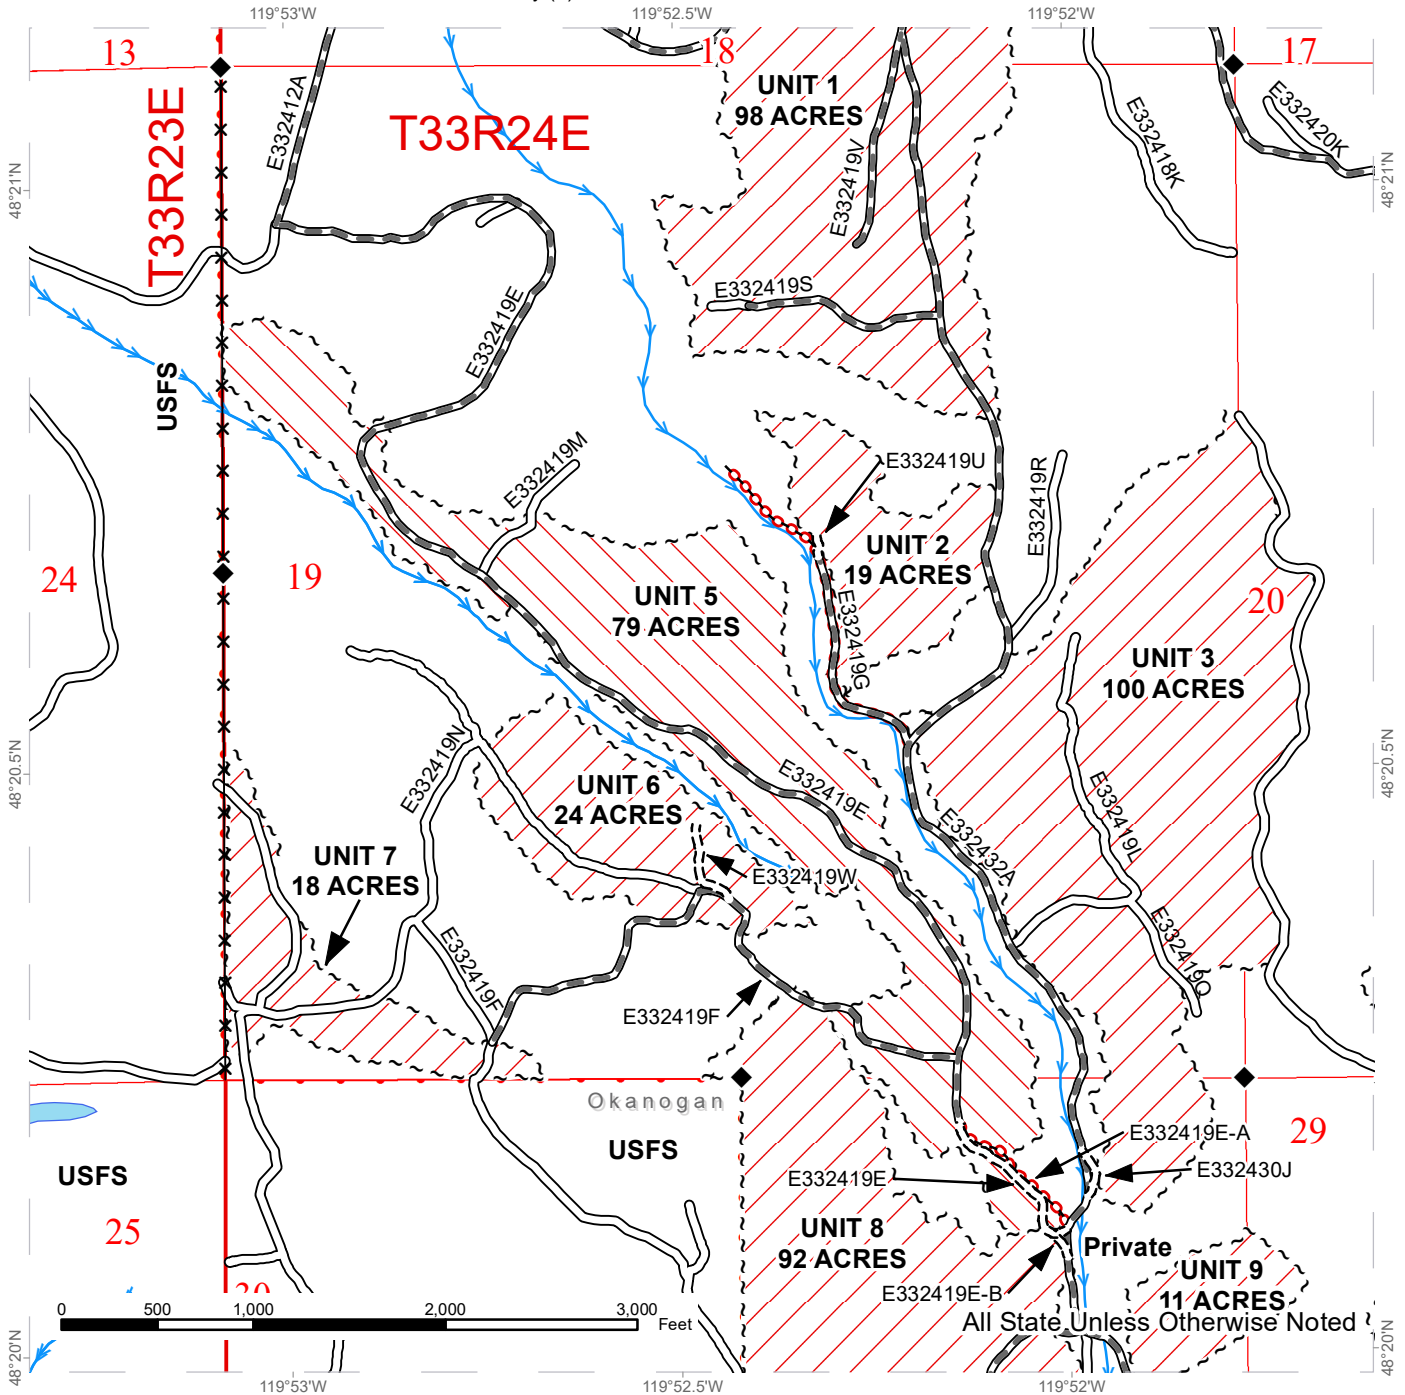 119°53'W
119°52.5'W
119°52'W
13
18
17
UNIT 1
98 ACRES
T33R23E
T33R24E
E332412A
E332419V
E332418K
E332420K
48°21'N
48°21'N
E332419S
E332419E
USFS
E332419M
E332419U
E332419R
UNIT 2
19 ACRES
24
19
20
UNIT 5
79 ACRES
E332419G
UNIT 3
100 ACRES
48°20.5'N
48°20.5'N
E332419N
UNIT 6
24 ACRES
E332419E
E332432A
E332419L
UNIT 7
18 ACRES
E332419W
E332419F
E332419Q
E332419F
Okanogan
USFS
USFS
29
E332419E-A
E332419E
E332430J
25
UNIT 8
92 ACRES
Private
UNIT 9
11 ACRES
30
E332419E-B
0 500 1,000 2,000 3,000
Feet
All State Unless Otherwise Noted
48°20'N
48°20'N
119°53'W
119°52.5'W
119°52'W